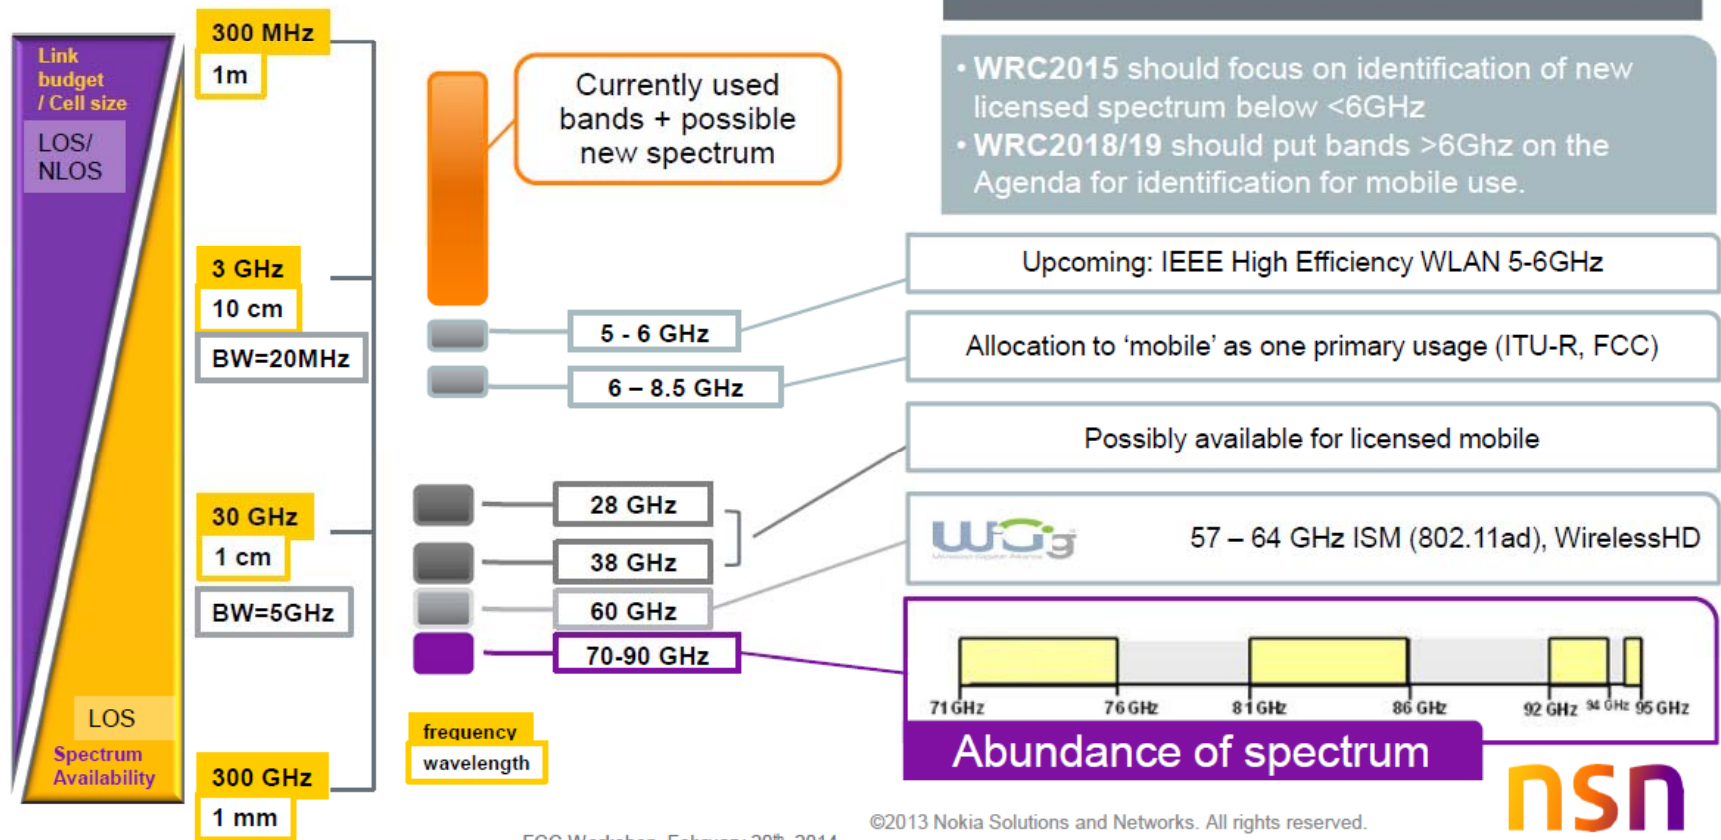 Link
budget
/ Cell size
LOS/
NLOS
LOS
Spectrum
Availability
300 MHz
1m
3 GHz
10 cm
BW=20MHz
30 GHz
1 cm
BW=5GHz
300 GHz
1 mm
Currently used
bands + possible
new spectrum
5 - 6 GHz
6 – 8.5 GHz
28 GHz
38 GHz
60 GHz
70-90 GHz
frequency
wavelength
• WRC2015 should focus on identification of new
licensed spectrum below <6GHz
• WRC2018/19 should put bands >6Ghz on the
Agenda for identification for mobile use.
Upcoming: IEEE High Efficiency WLAN 5-6GHz
Allocation to ‘mobile’ as one primary usage (ITU-R, FCC)
Possibly available for licensed mobile
WiGig
57 – 64 GHz ISM (802.11ad), WirelessHD
71 GHz 76 GHz 81 GHz 86 GHz 92 GHz 94 GHz 95 GHz
Abundance of spectrum
nsn
FCC Workshop, February 20th, 2014
©2013 Nokia Solutions and Networks. All rights reserved.